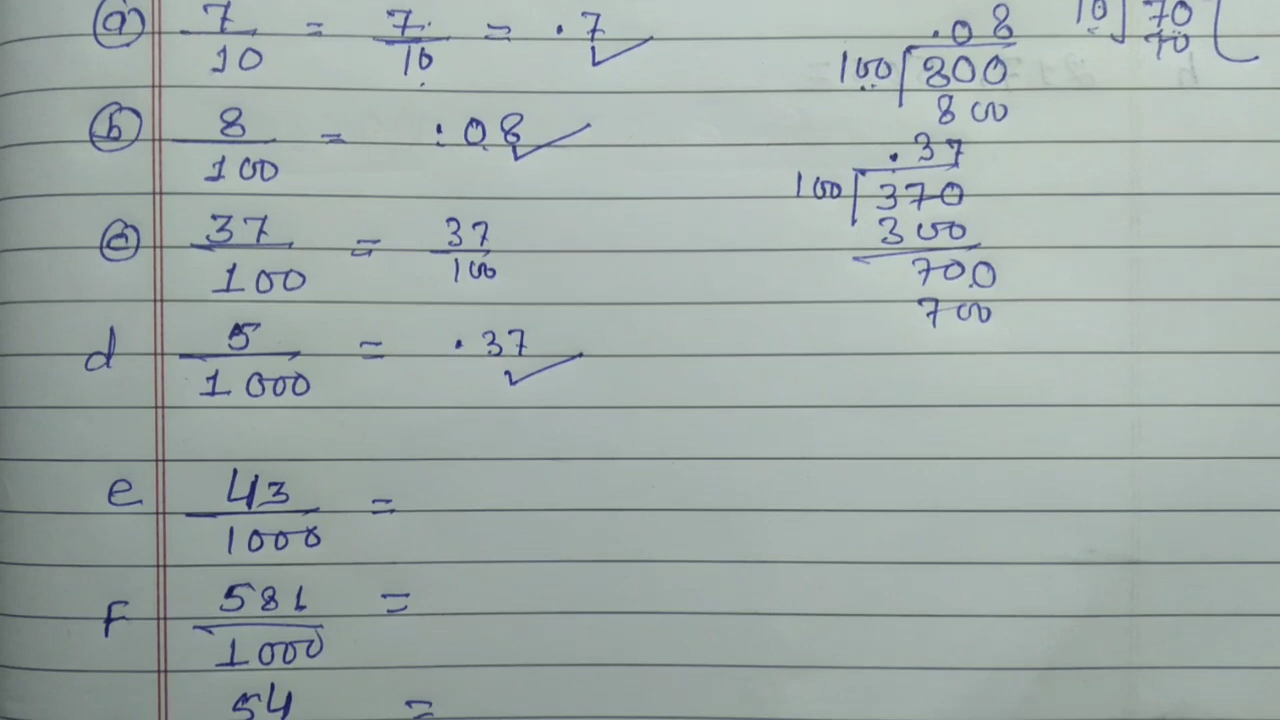 (a) 7/10 = 7/10 = .7 ✓
(b) 8/100 = .08 ✓
(c) 37/100 = 37/100
d 5/1000 = .37 ✓
e 43/1000 =
F 581/1000 =
54 =
.08
100 800
800
.37
100 370
300
700
700
10 70
70